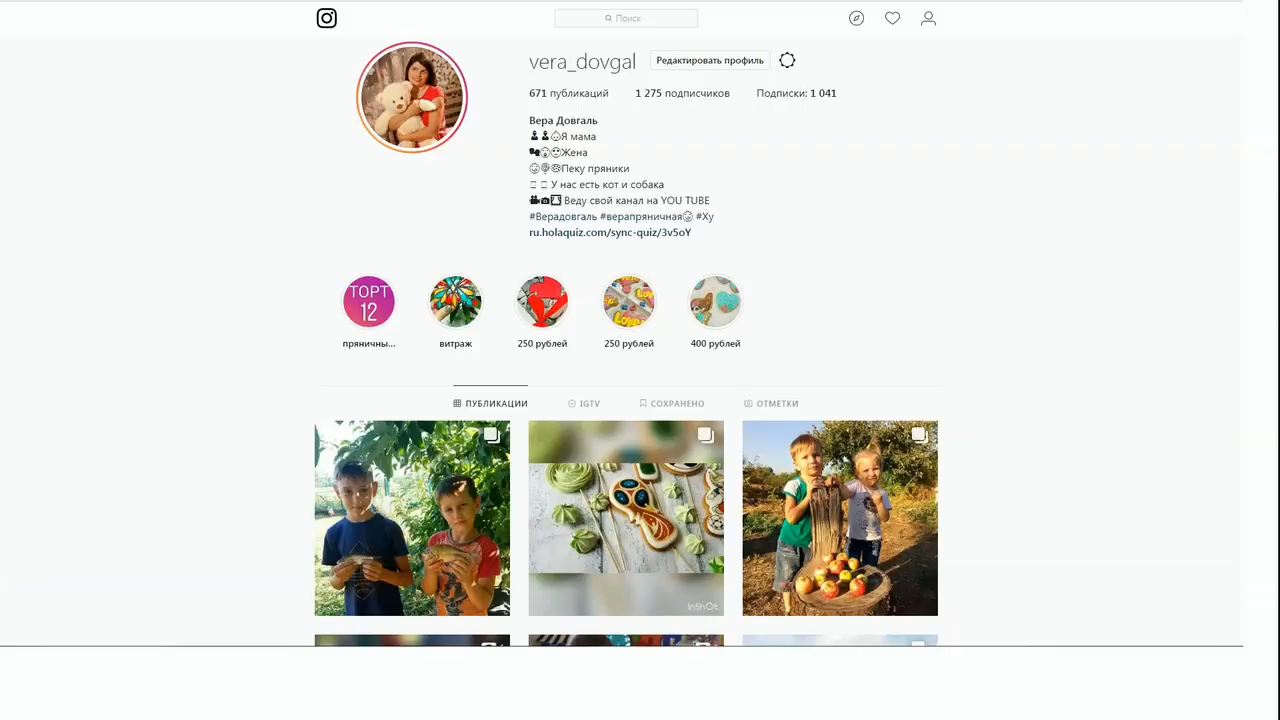 Поиск
vera_dovgal Редактировать профиль
671 публикаций 1 275 подписчиков Подписки: 1 041
Вера Довгаль
Я мама
Жена
Пеку пряники
У нас есть кот и собака
Веду свой канал на YOU TUBE
#Верадовгаль #верапряничная #Ху
ru.holaquiz.com/sync-quiz/3v5oY
ТОРТ
12
Love
Love
пряничны... витраж 250 рублей 250 рублей 400 рублей
ПУБЛИКАЦИИ IGTV СОХРАНЕНО ОТМЕТКИ
InShOt